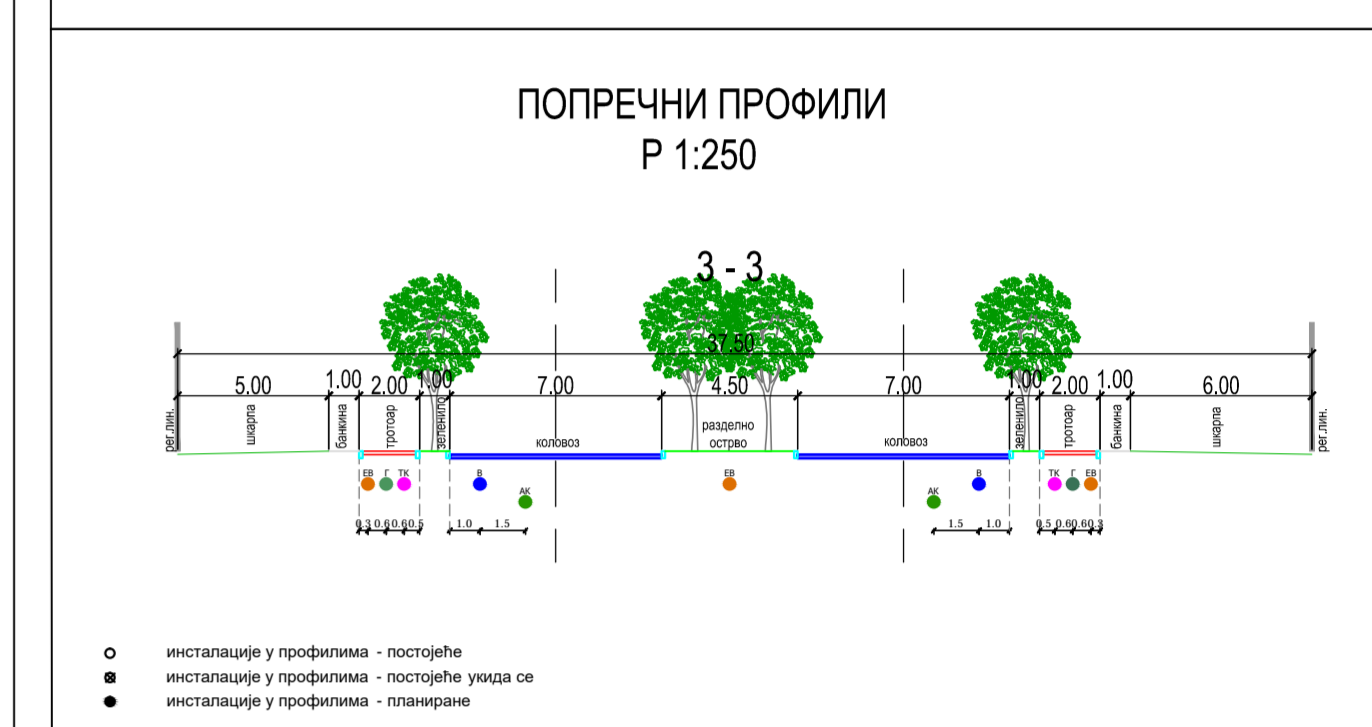 ПОПРЕЧНИ ПРОФИЛИ
Р 1:250
3 - 3
37.50
5.00 1.00 2.00 1.00 7.00 4.50 7.00 1.00 2.00 1.00 6.00
рег.лин. шкарпа банкина тротоар зеленило коловоз разделно острво коловоз зеленило тротоар банкина шкарпа рег.лин.
ЕВ Г ТК В ЕВ В ТК Г ЕВ
АК АК
0.3 0.6 0.6 0.5 1.0 1.5 1.5 1.0 0.5 0.6 0.6 0.3
инсталације у профилима - постојеће
инсталације у профилима - постојеће укида се
инсталације у профилима - планиране